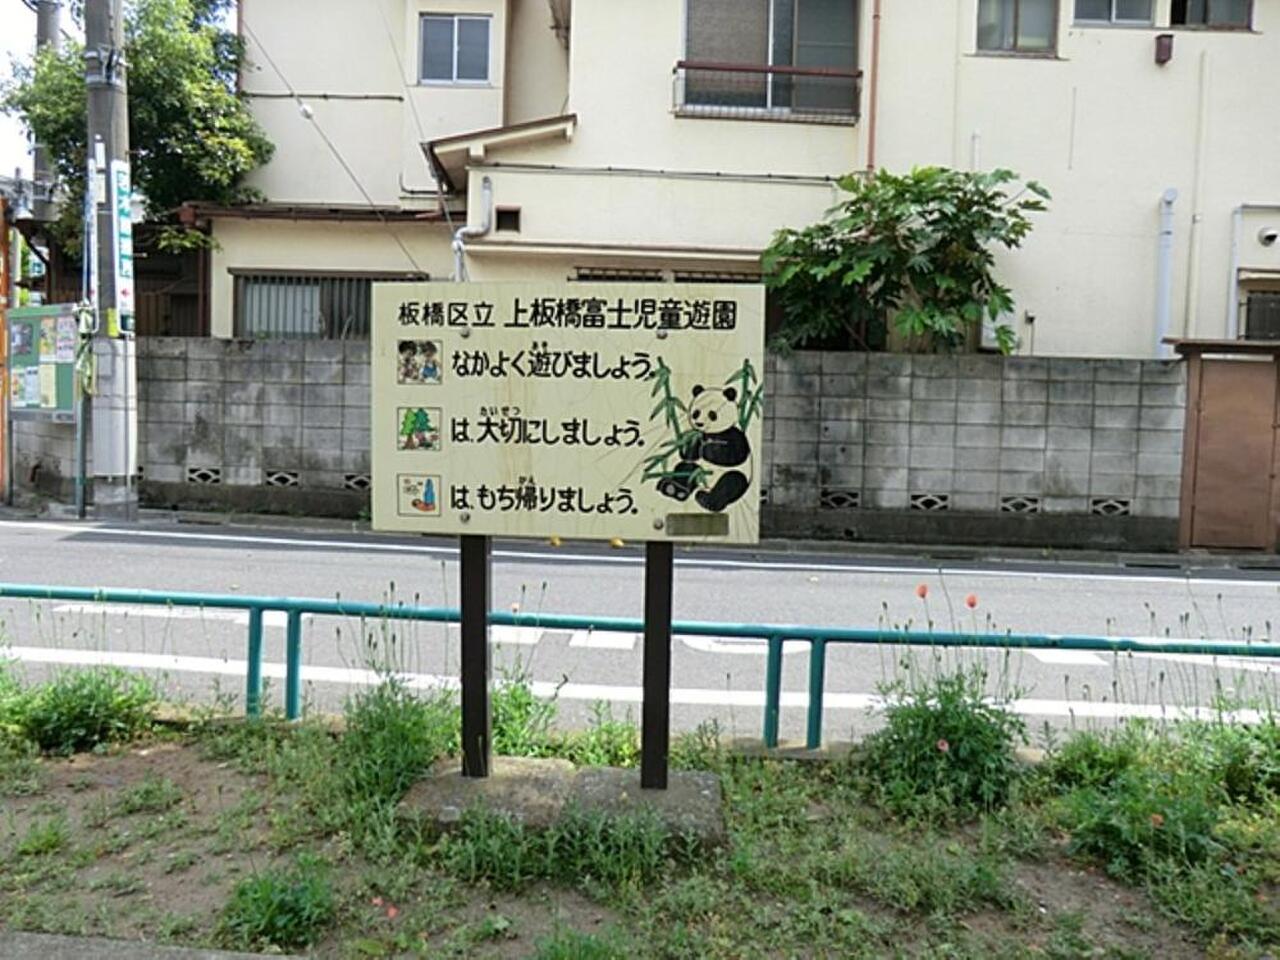 板橋区立 上板橋富士児童遊園
なかよく遊びましょう。
は、大切にしましょう。
は、もち帰りましょう。